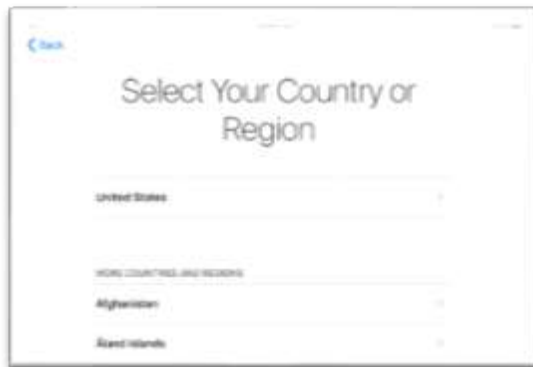 Back
Select Your Country or
Region
United States
MORE COUNTRIES AND REGIONS
Afghanistan
Åland Islands